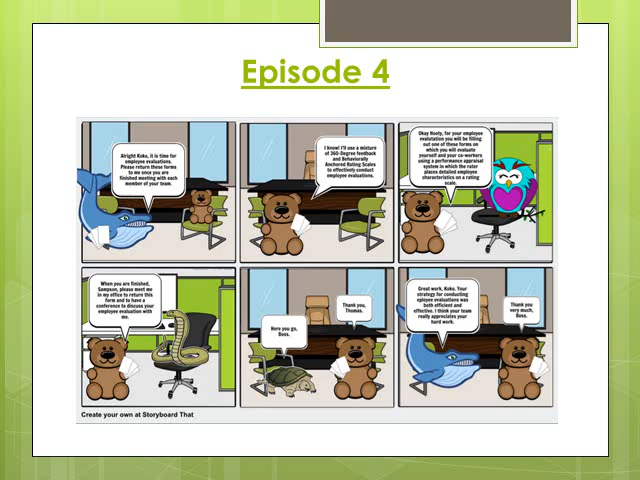 Episode 4
Alright Koko, it is time for
employee evaluations.
Please return these forms
to me once you are
finished meeting with each
member of your team.
I know! I'll use a mixture
of 360-Degree feedback
and Behaviorally
Anchored Rating Scales
to effectively conduct
employee evaluations.
Okay Hooty, for your employee
evalutation you will be filling
out one of these forms on
which you will evaluate
yourself and your co-workers
using a performance appraisal
system in which the rater
places detailed employee
characteristics on a rating
scale.
When you are finished,
Sampson, please meet me
in my office to return this
form and to have a
conference to discuss your
employee evaluation with
me.
Here you go,
Boss.
Thank you,
Thomas.
Great work, Koko. Your
strategy for conducting
eployee evaluations was
both efficient and
effective. I think your team
really appreciates your
hard work.
Thank you
very much,
Boss.
Create your own at Storyboard That